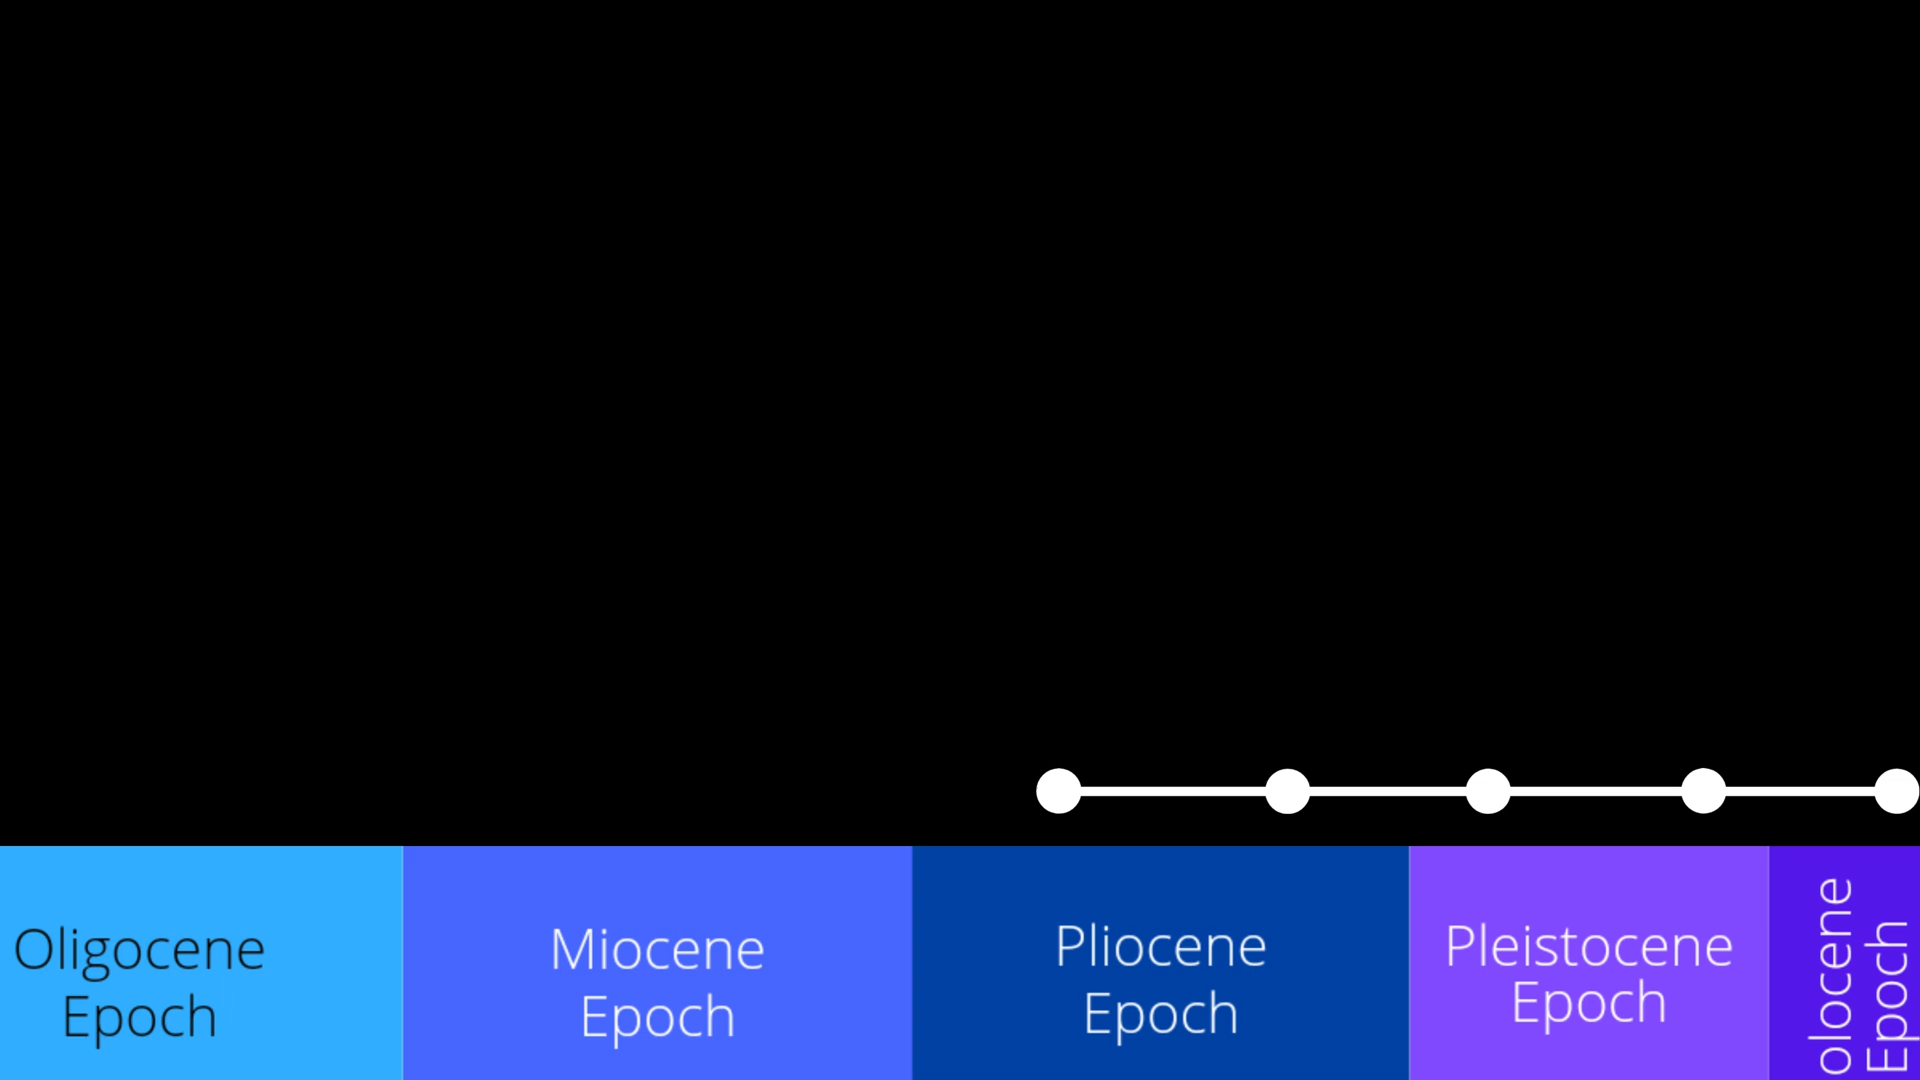 Oligocene
Epoch
Miocene
Epoch
Pliocene
Epoch
Pleistocene
Epoch
olocene
Epoch